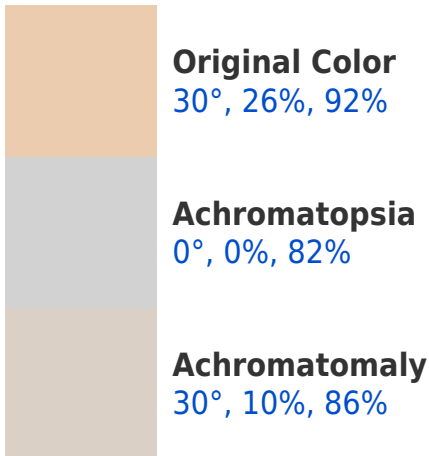 Original Color
30°, 26%, 92%
Achromatopsia
0°, 0%, 82%
Achromatomaly
30°, 10%, 86%